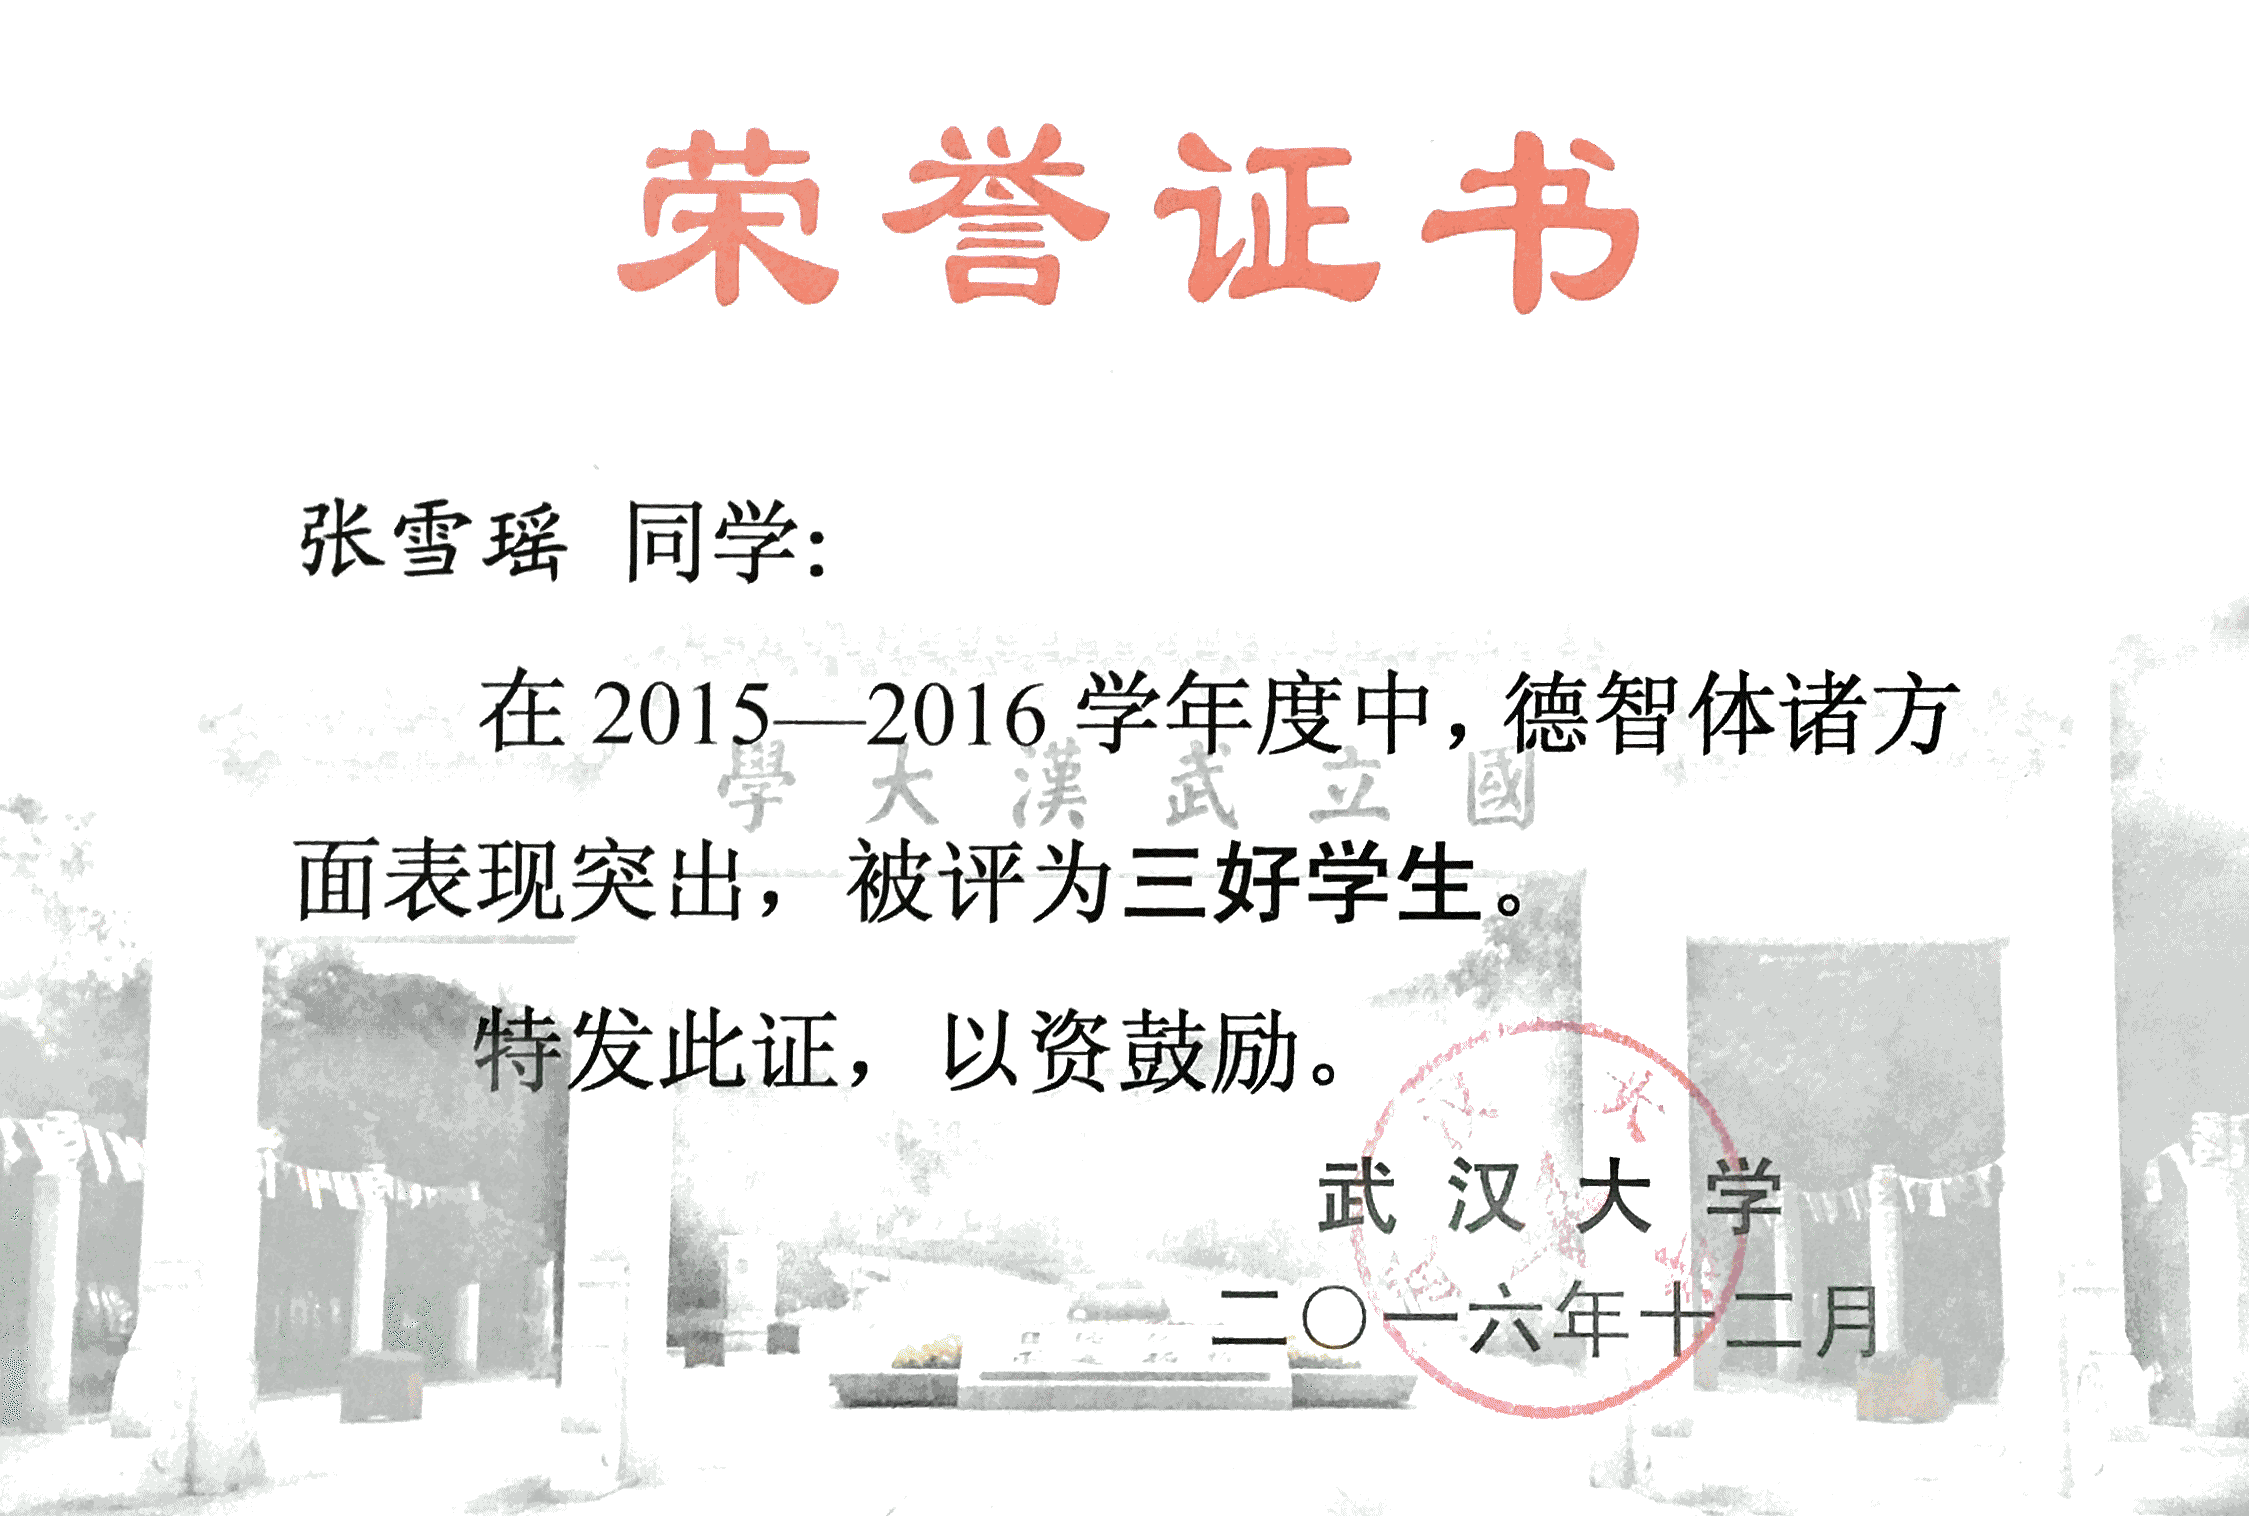 荣誉证书
张雪瑶 同学:
在 2015—2016 学年度中，德智体诸方
學大漢武立國
面表现突出，被评为三好学生。
特发此证，以资鼓励。
武汉大学
二〇一六年十二月